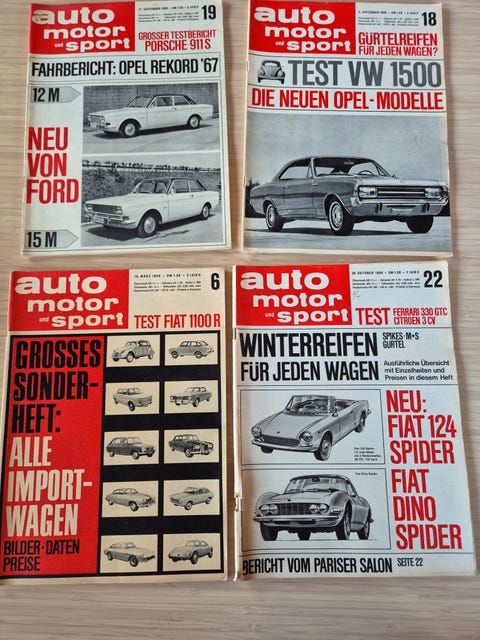 auto
motor
und sport
19
GROSSER TESTBERICHT
PORSCHE 911 S
FAHRBERICHT: OPEL REKORD '67
12 M
NEU
VON
FORD
15 M
auto
motor
und sport
18
GÜRTELREIFEN
FÜR JEDEN WAGEN?
TEST VW 1500
DIE NEUEN OPEL-MODELLE
auto
motor
und sport
6
TEST FIAT 1100 R
GROSSES
SONDER-
HEFT:
ALLE
IMPORT-
WAGEN
BILDER · DATEN
PREISE
auto
motor
und sport
22
TEST
FERRARI 330 GTC
CITROEN 3 CV
WINTERREIFEN
FÜR JEDEN WAGEN
SPIKES · M+S
GÜRTEL
Ausführliche Übersicht
mit Einzelheiten und
Preisen in diesem Heft
NEU:
FIAT 124
SPIDER
FIAT
DINO
SPIDER
Fiat Dino Spider
BERICHT VOM PARISER SALON
SEITE 22